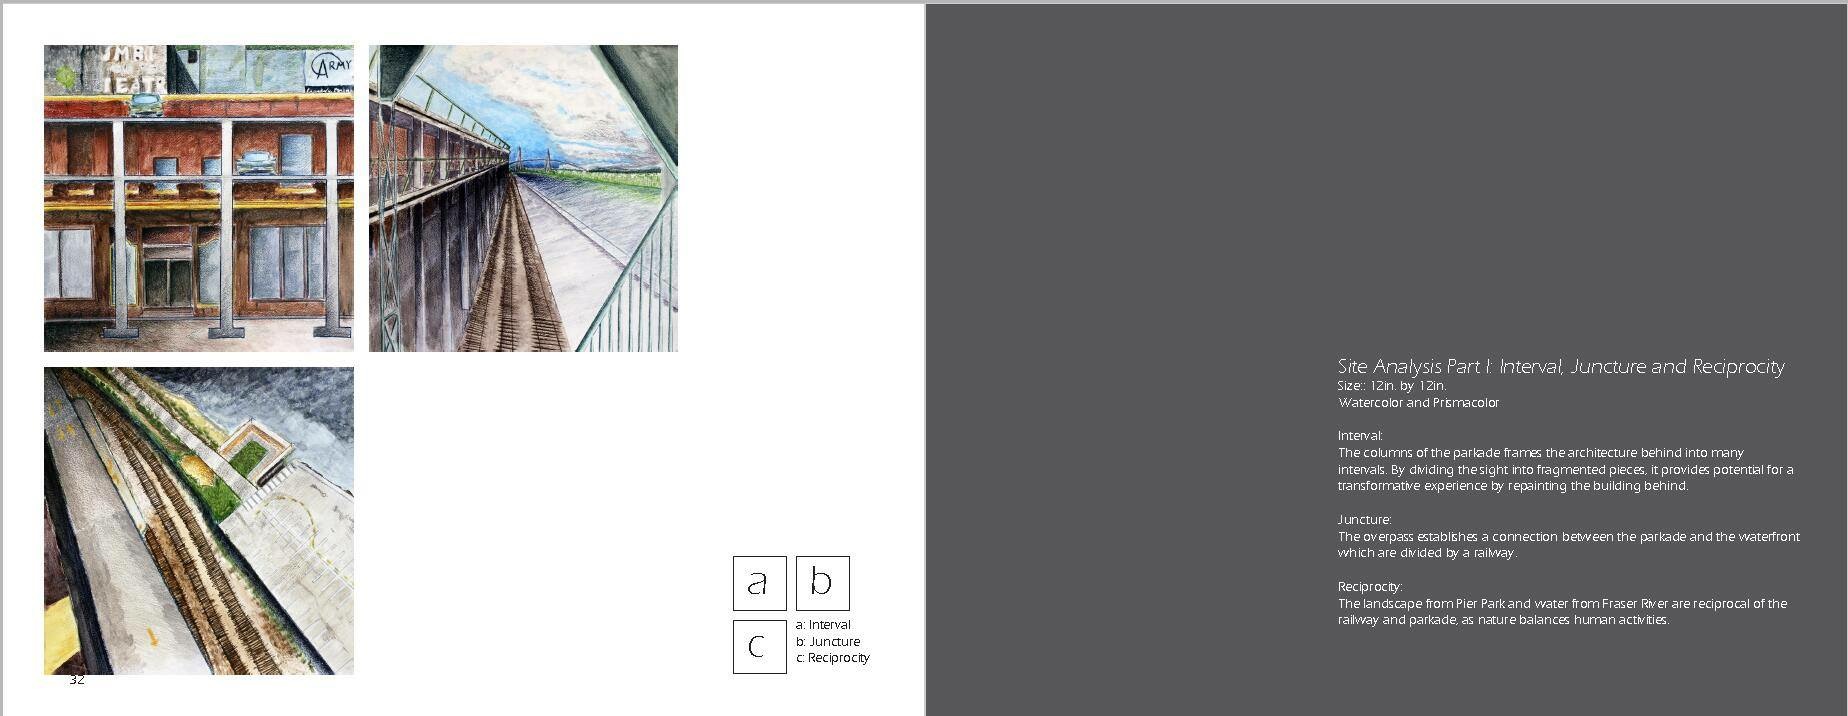 ARMY
32
a
b
c
a: Interval
b: Juncture
c: Reciprocity
Site Analysis Part I: Interval, Juncture and Reciprocity
Size:: 12in. by 12in.
Watercolor and Prismacolor
Interval:
The columns of the parkade frames the architecture behind into many
intervals. By dividing the sight into fragmented pieces, it provides potential for a
transformative experience by repainting the building behind.
Juncture:
The overpass establishes a connection between the parkade and the waterfront
which are divided by a railway.
Reciprocity:
The landscape from Pier Park and water from Fraser River are reciprocal of the
railway and parkade, as nature balances human activities.